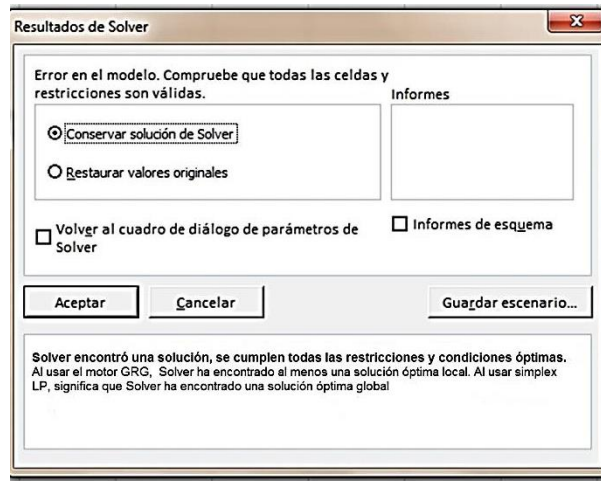 Resultados de Solver
Error en el modelo. Compruebe que todas las celdas y
restricciones son válidas.
Informes
Conservar solución de Solver
Restaurar valores originales
Volver al cuadro de diálogo de parámetros de
Solver
Informes de esquema
Aceptar
Cancelar
Guardar escenario...
Solver encontró una solución, se cumplen todas las restricciones y condiciones óptimas.
Al usar el motor GRG, Solver ha encontrado al menos una solución óptima local. Al usar simplex
LP, significa que Solver ha encontrado una solución óptima global